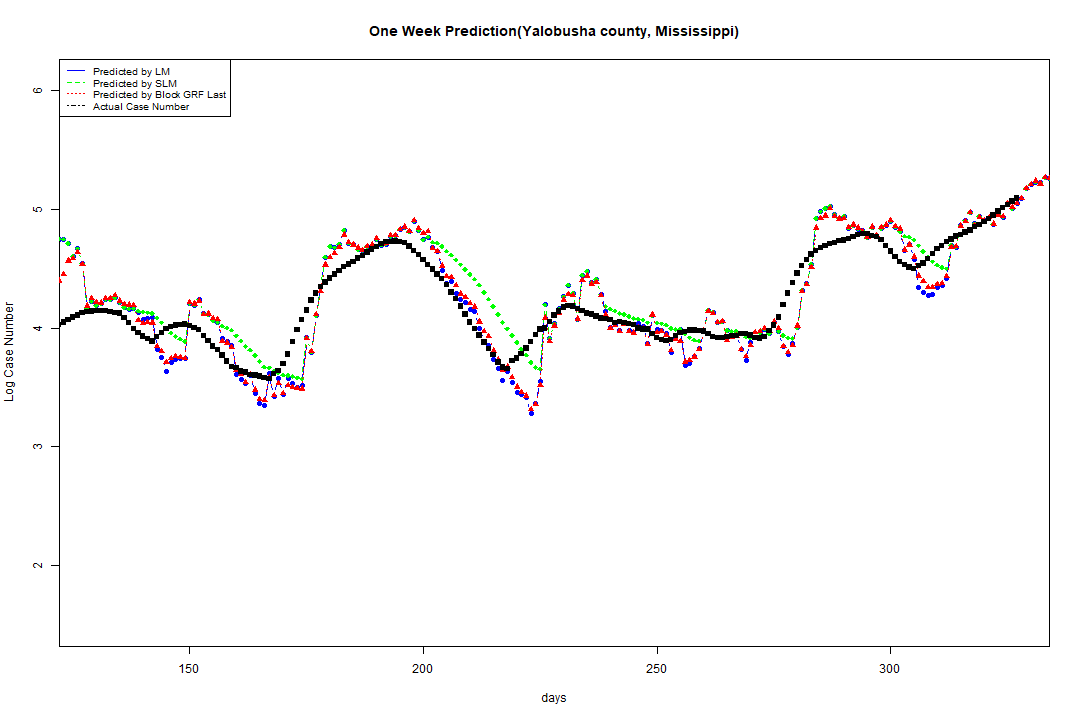 One Week Prediction(Yalobusha county, Mississippi)
Predicted by LM
Predicted by SLM
Predicted by Block GRF Last
Actual Case Number
6
5
4
3
2
Log Case Number
150
200
250
300
days